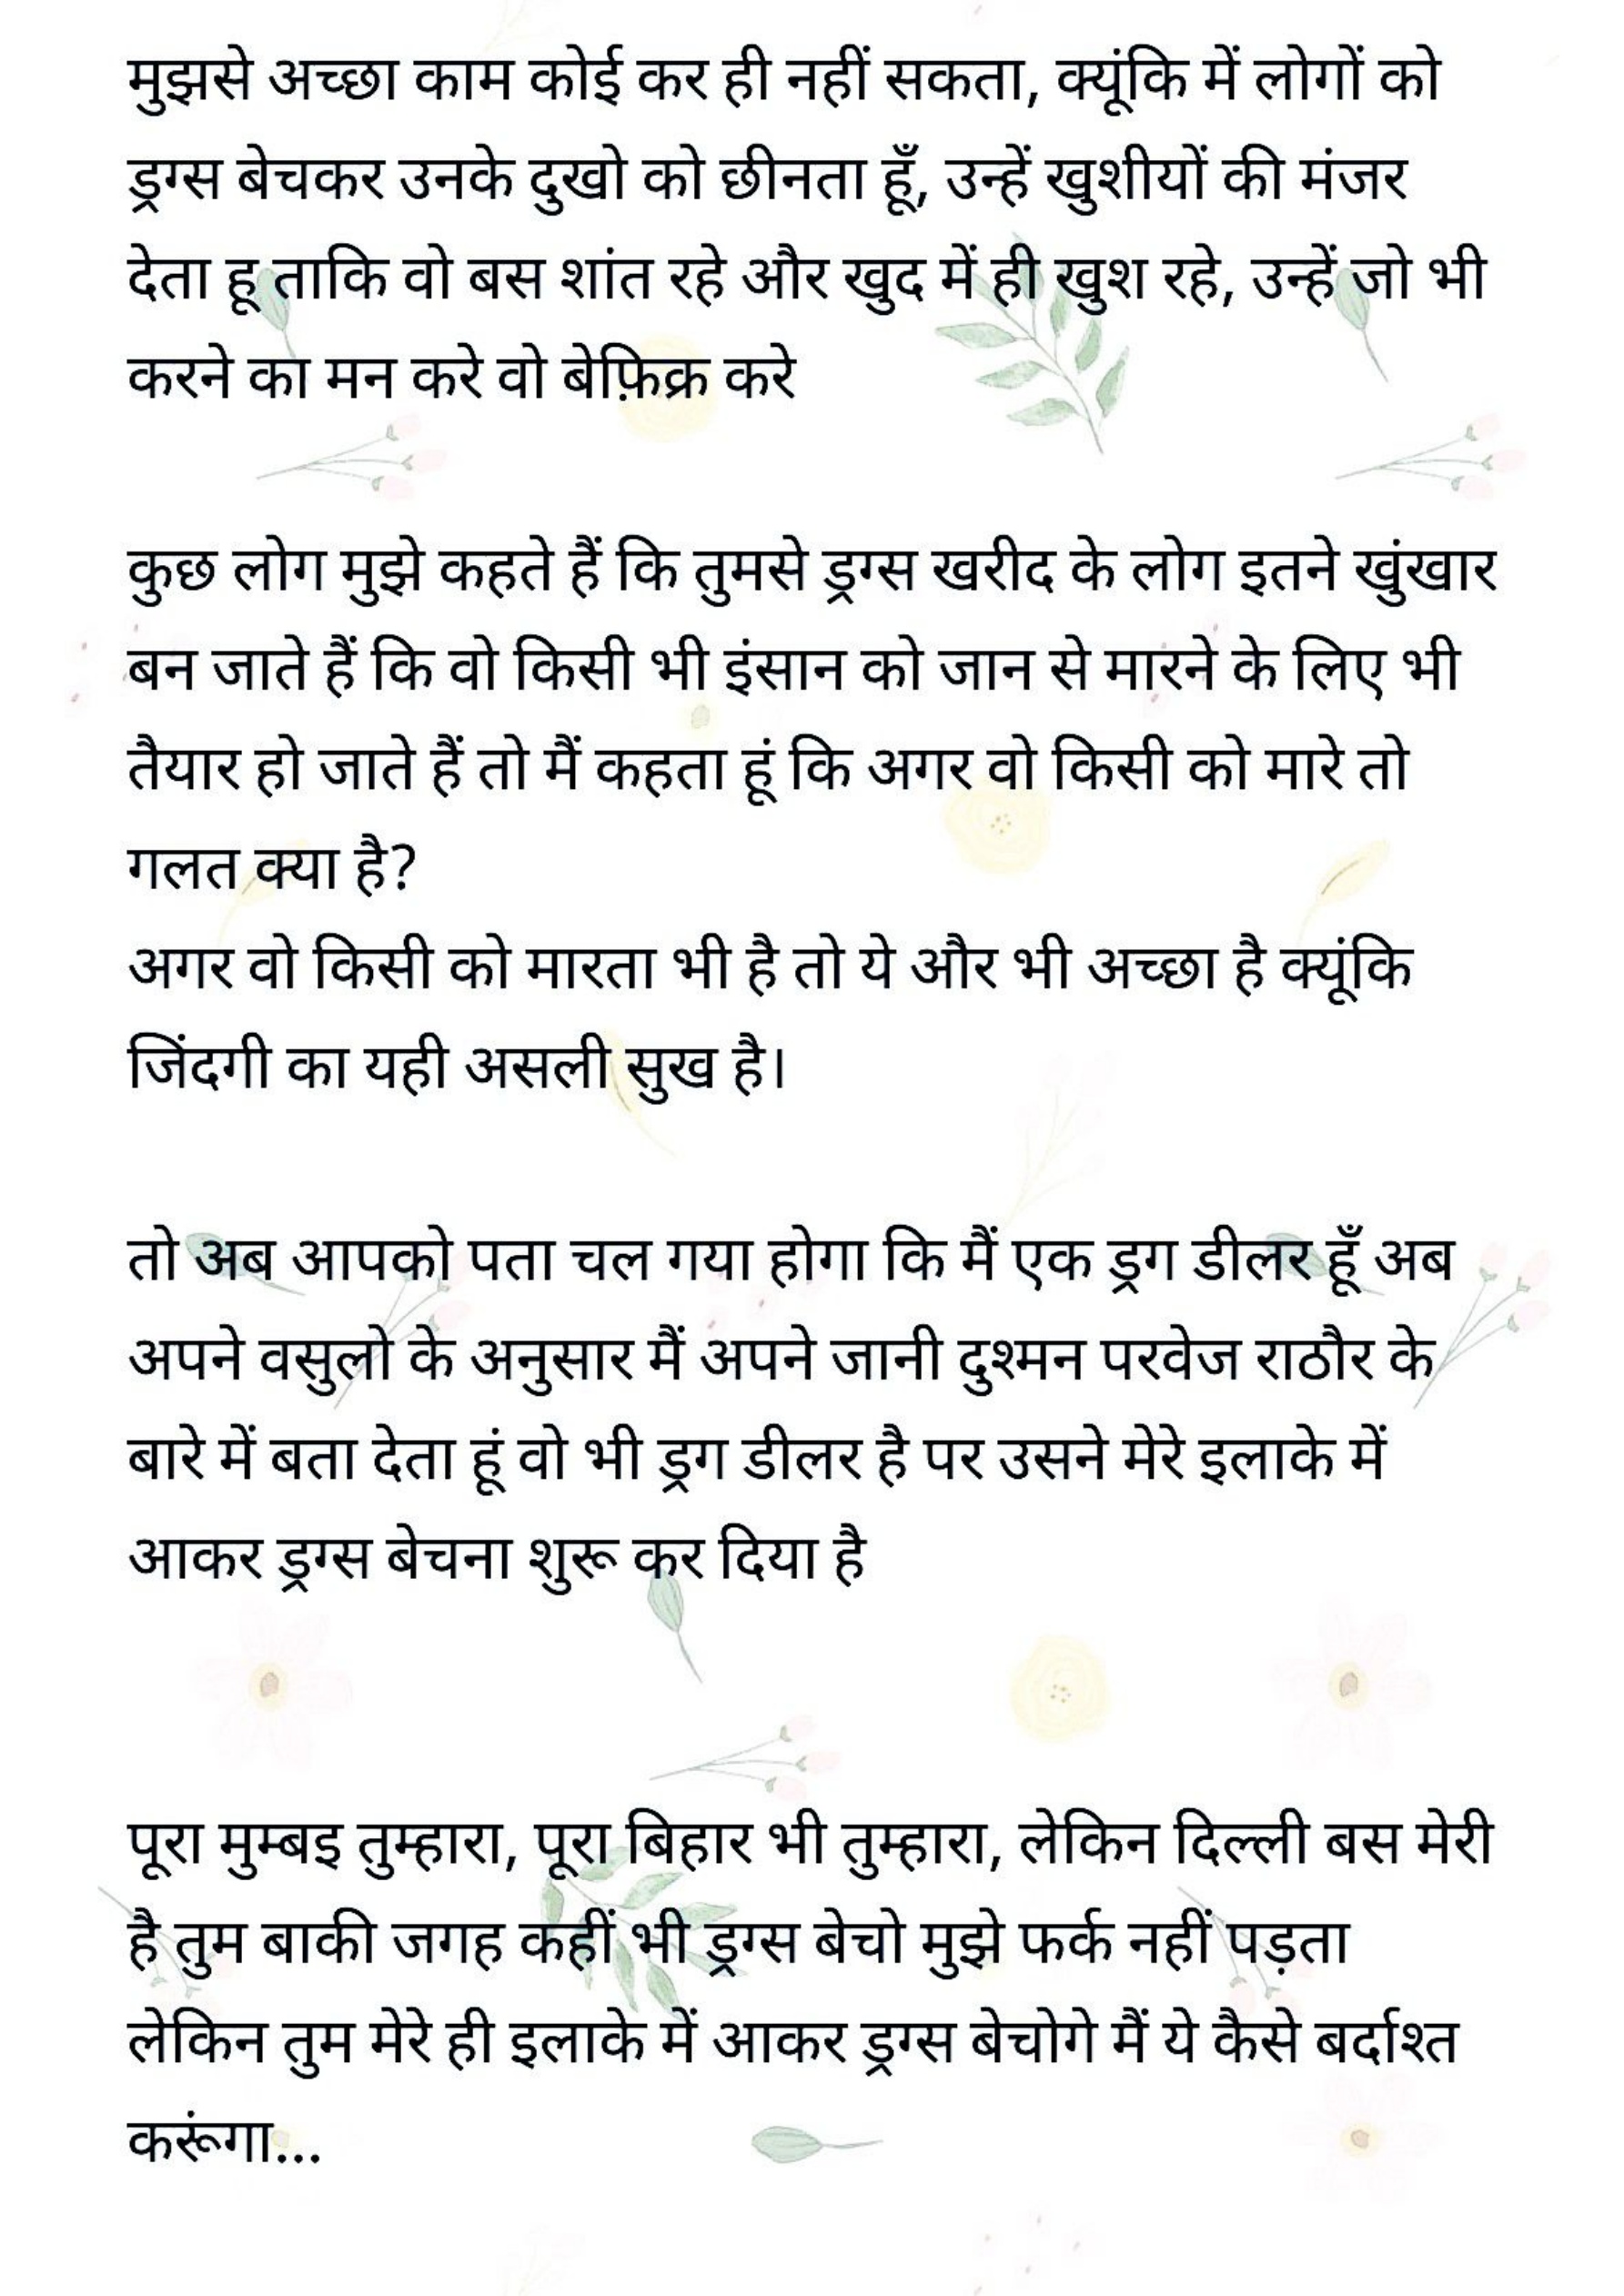 मुझसे अच्छा काम कोई कर ही नहीं सकता, क्यूंकि में लोगों को
ड्रग्स बेचकर उनके दुखो को छीनता हूँ, उन्हें खुशीयों की मंजर
देता हू ताकि वो बस शांत रहे और खुद में ही खुश रहे, उन्हें जो भी
करने का मन करे वो बेफ़िक्र करे
कुछ लोग मुझे कहते हैं कि तुमसे ड्रग्स खरीद के लोग इतने खुंखार
बन जाते हैं कि वो किसी भी इंसान को जान से मारने के लिए भी
तैयार हो जाते हैं तो मैं कहता हूं कि अगर वो किसी को मारे तो
गलत क्या है?
अगर वो किसी को मारता भी है तो ये और भी अच्छा है क्यूंकि
जिंदगी का यही असली सुख है।
तो अब आपको पता चल गया होगा कि मैं एक ड्रग डीलर हूँ अब
अपने वसुलो के अनुसार मैं अपने जानी दुश्मन परवेज राठौर के
बारे में बता देता हूं वो भी ड्रग डीलर है पर उसने मेरे इलाके में
आकर ड्रग्स बेचना शुरू कर दिया है
पूरा मुम्बइ तुम्हारा, पूरा बिहार भी तुम्हारा, लेकिन दिल्ली बस मेरी
है तुम बाकी जगह कहीं भी ड्रग्स बेचो मुझे फर्क नहीं पड़ता
लेकिन तुम मेरे ही इलाके में आकर ड्रग्स बेचोगे मैं ये कैसे बर्दाश्त
करूंगा...